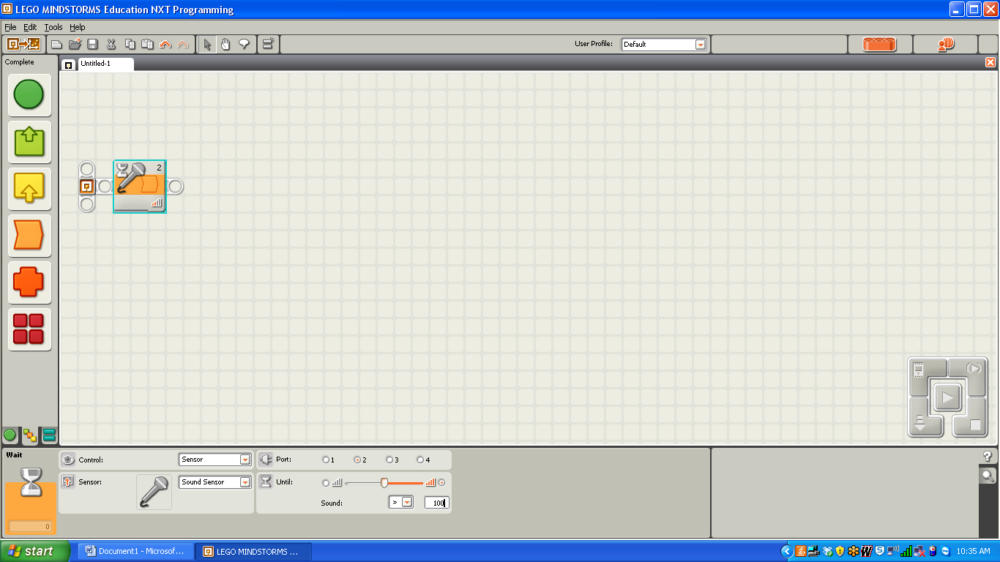 LEGO MINDSTORMS Education NXT Programming
File Edit Tools Help
User Profile: Default
Complete
Untitled-1
2
Wait
0
Control: Sensor
Port: 1 2 3 4
Sensor: Sound Sensor
Until:
Sound: > 100
start
Document1 - Microsof...
LEGO MINDSTORMS ...
10:35 AM